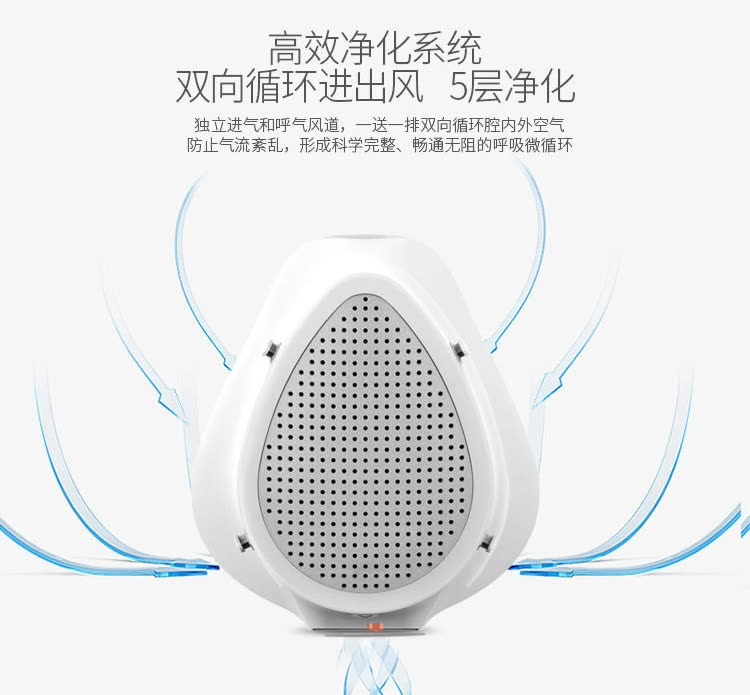 高效净化系统
双向循环进出风 5层净化
独立进气和呼气风道，一送一排双向循环腔内外空气
防止气流紊乱，形成科学完整、畅通无阻的呼吸微循环